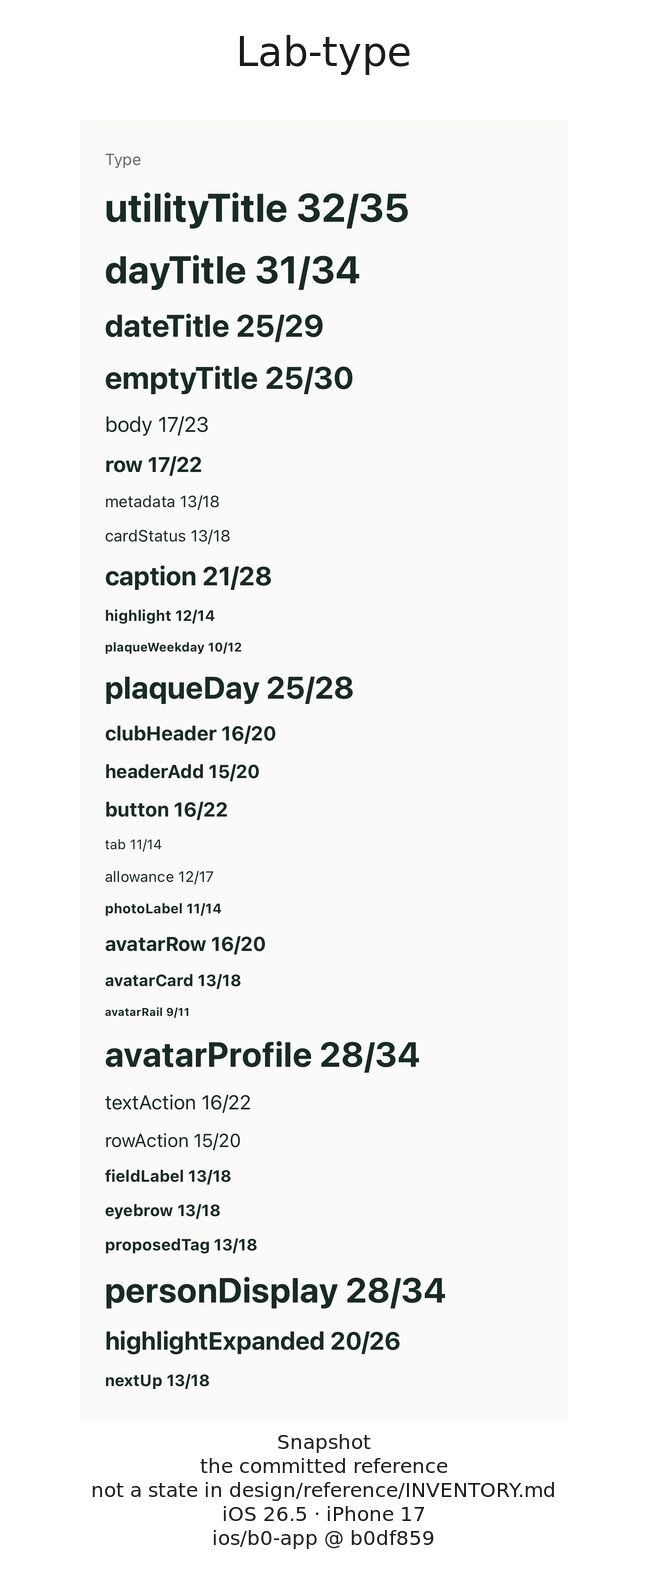 Lab-type
Type
utilityTitle 32/35
dayTitle 31/34
dateTitle 25/29
emptyTitle 25/30
body 17/23
row 17/22
metadata 13/18
cardStatus 13/18
caption 21/28
highlight 12/14
plaqueWeekday 10/12
plaqueDay 25/28
clubHeader 16/20
headerAdd 15/20
button 16/22
tab 11/14
allowance 12/17
photoLabel 11/14
avatarRow 16/20
avatarCard 13/18
avatarRail 9/11
avatarProfile 28/34
textAction 16/22
rowAction 15/20
fieldLabel 13/18
eyebrow 13/18
proposedTag 13/18
personDisplay 28/34
highlightExpanded 20/26
nextUp 13/18
Snapshot
the committed reference
not a state in design/reference/INVENTORY.md
iOS 26.5 · iPhone 17
ios/b0-app @ b0df859